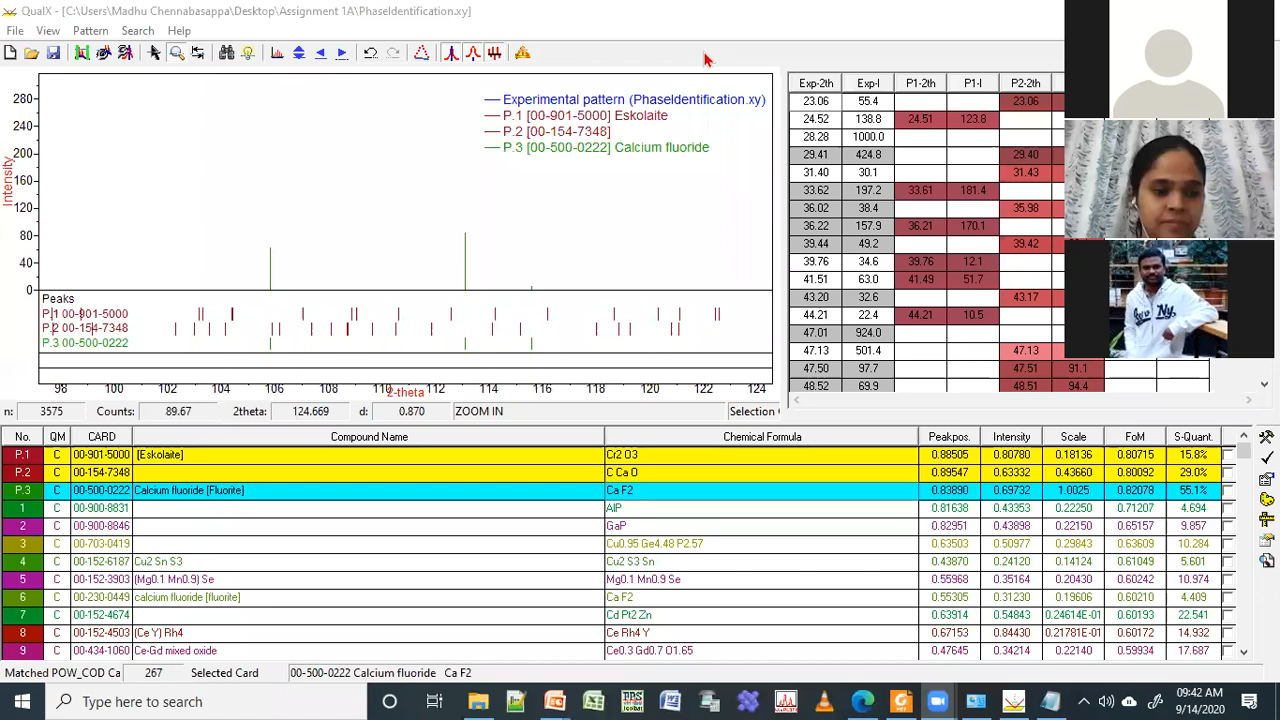 QualX - [C:\Users\Madhu Chennabasappa\Desktop\Assignment 1A\PhaseIdentification.xy]
File View Pattern Search Help
Intensity
280
240
200
160
120
80
40
0
Experimental pattern (PhaseIdentification.xy)
P.1 [00-901-5000] Eskolaite
P.2 [00-154-7348]
P.3 [00-500-0222] Calcium fluoride
Peaks
P.1 00-901-5000
P.2 00-154-7348
P.3 00-500-0222
98 100 102 104 106 108 110 112 114 116 118 120 122 124
2-theta
n: 3575 Counts: 89.67 2theta: 124.669 d: 0.870 ZOOM IN Selection
Exp-2th Exp-I P1-2th P1-I P2-2th
23.06 55.4 23.06
24.52 138.8 24.51 123.8
28.28 1000.0
29.41 424.8 29.40
31.40 30.1 31.43
33.62 197.2 33.61 181.4
36.02 38.4 35.98
36.22 157.9 36.21 170.1
39.44 49.2 39.42
39.76 34.6 39.76 12.1
41.51 63.0 41.49 51.7
43.20 32.6 43.17
44.21 22.4 44.21 10.5
47.01 924.0
47.13 501.4 47.13
47.50 97.7 47.51 91.1
48.52 69.9 48.51 94.4
No. QM CARD Compound Name Chemical Formula Peakpos. Intensity Scale FoM S-Quant.
P.1 C 00-901-5000 [Eskolaite] Cr2 O3 0.88505 0.80780 0.18136 0.80715 15.8%
P.2 C 00-154-7348 C Ca O 0.89547 0.63332 0.43660 0.80092 29.0%
P.3 C 00-500-0222 Calcium fluoride [Fluorite] Ca F2 0.83890 0.69732 1.0025 0.82078 55.1%
1 C 00-900-8831 AlP 0.81638 0.43353 0.22250 0.71207 4.694
2 C 00-900-8846 GaP 0.82951 0.43898 0.22150 0.65157 9.857
3 C 00-703-0419 Cu0.95 Ge4.48 P2.57 0.63503 0.50977 0.29843 0.63609 10.284
4 C 00-152-6187 Cu2 Sn S3 Cu2 S3 Sn 0.43870 0.24120 0.14124 0.61049 5.601
5 C 00-152-3903 (Mg0.1 Mn0.9) Se Mg0.1 Mn0.9 Se 0.55968 0.35164 0.20430 0.60242 10.974
6 C 00-230-0449 calcium fluoride [fluorite] Ca F2 0.55305 0.31230 0.19606 0.60210 4.409
7 C 00-152-4674 Cd Pt2 Zn 0.63914 0.54843 0.24614E-01 0.60193 22.541
8 C 00-152-4503 (Ce Y) Rh4 Ce Rh4 Y 0.67153 0.84430 0.21781E-01 0.60172 14.932
9 C 00-434-1060 Ce-Gd mixed oxide Ce0.3 Gd0.7 O1.65 0.47645 0.34214 0.22140 0.59934 17.687
Matched POW_COD Ca 267 Selected Card 00-500-0222 Calcium fluoride Ca F2
Type here to search
09:42 AM
9/14/2020